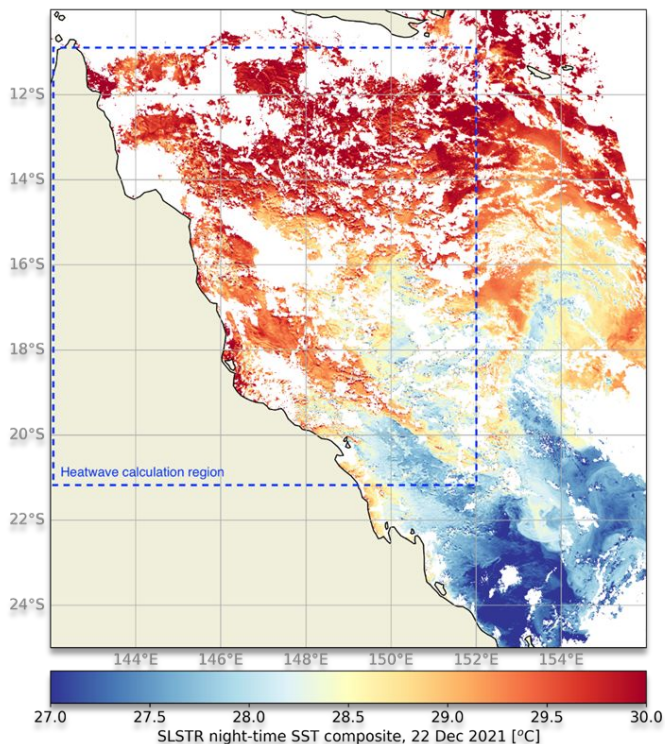 12°S
14°S
16°S
18°S
20°S
Heatwave calculation region
22°S
24°S
144°E 146°E 148°E 150°E 152°E 154°E
27.0 27.5 28.0 28.5 29.0 29.5 30.0
SLSTR night-time SST composite, 22 Dec 2021 [°C]